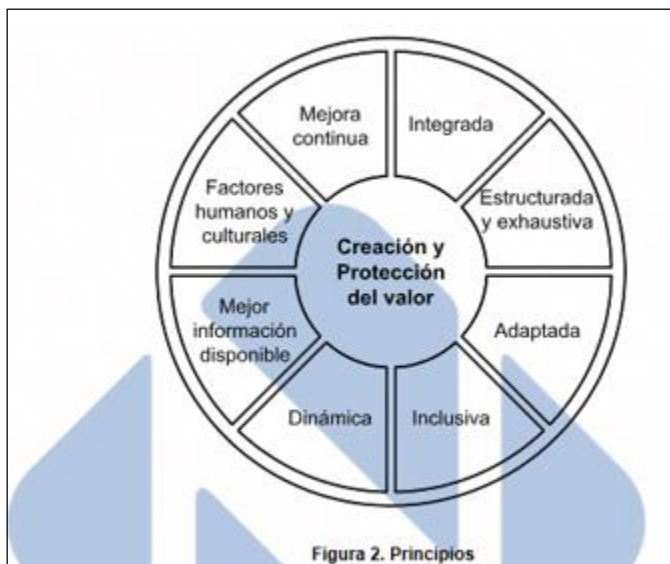 Mejora
continua
Integrada
Estructurada
y exhaustiva
Adaptada
Inclusiva
Dinámica
Mejor
información
disponible
Factores
humanos y
culturales
Creación y
Protección
del valor
Figura 2. Principios